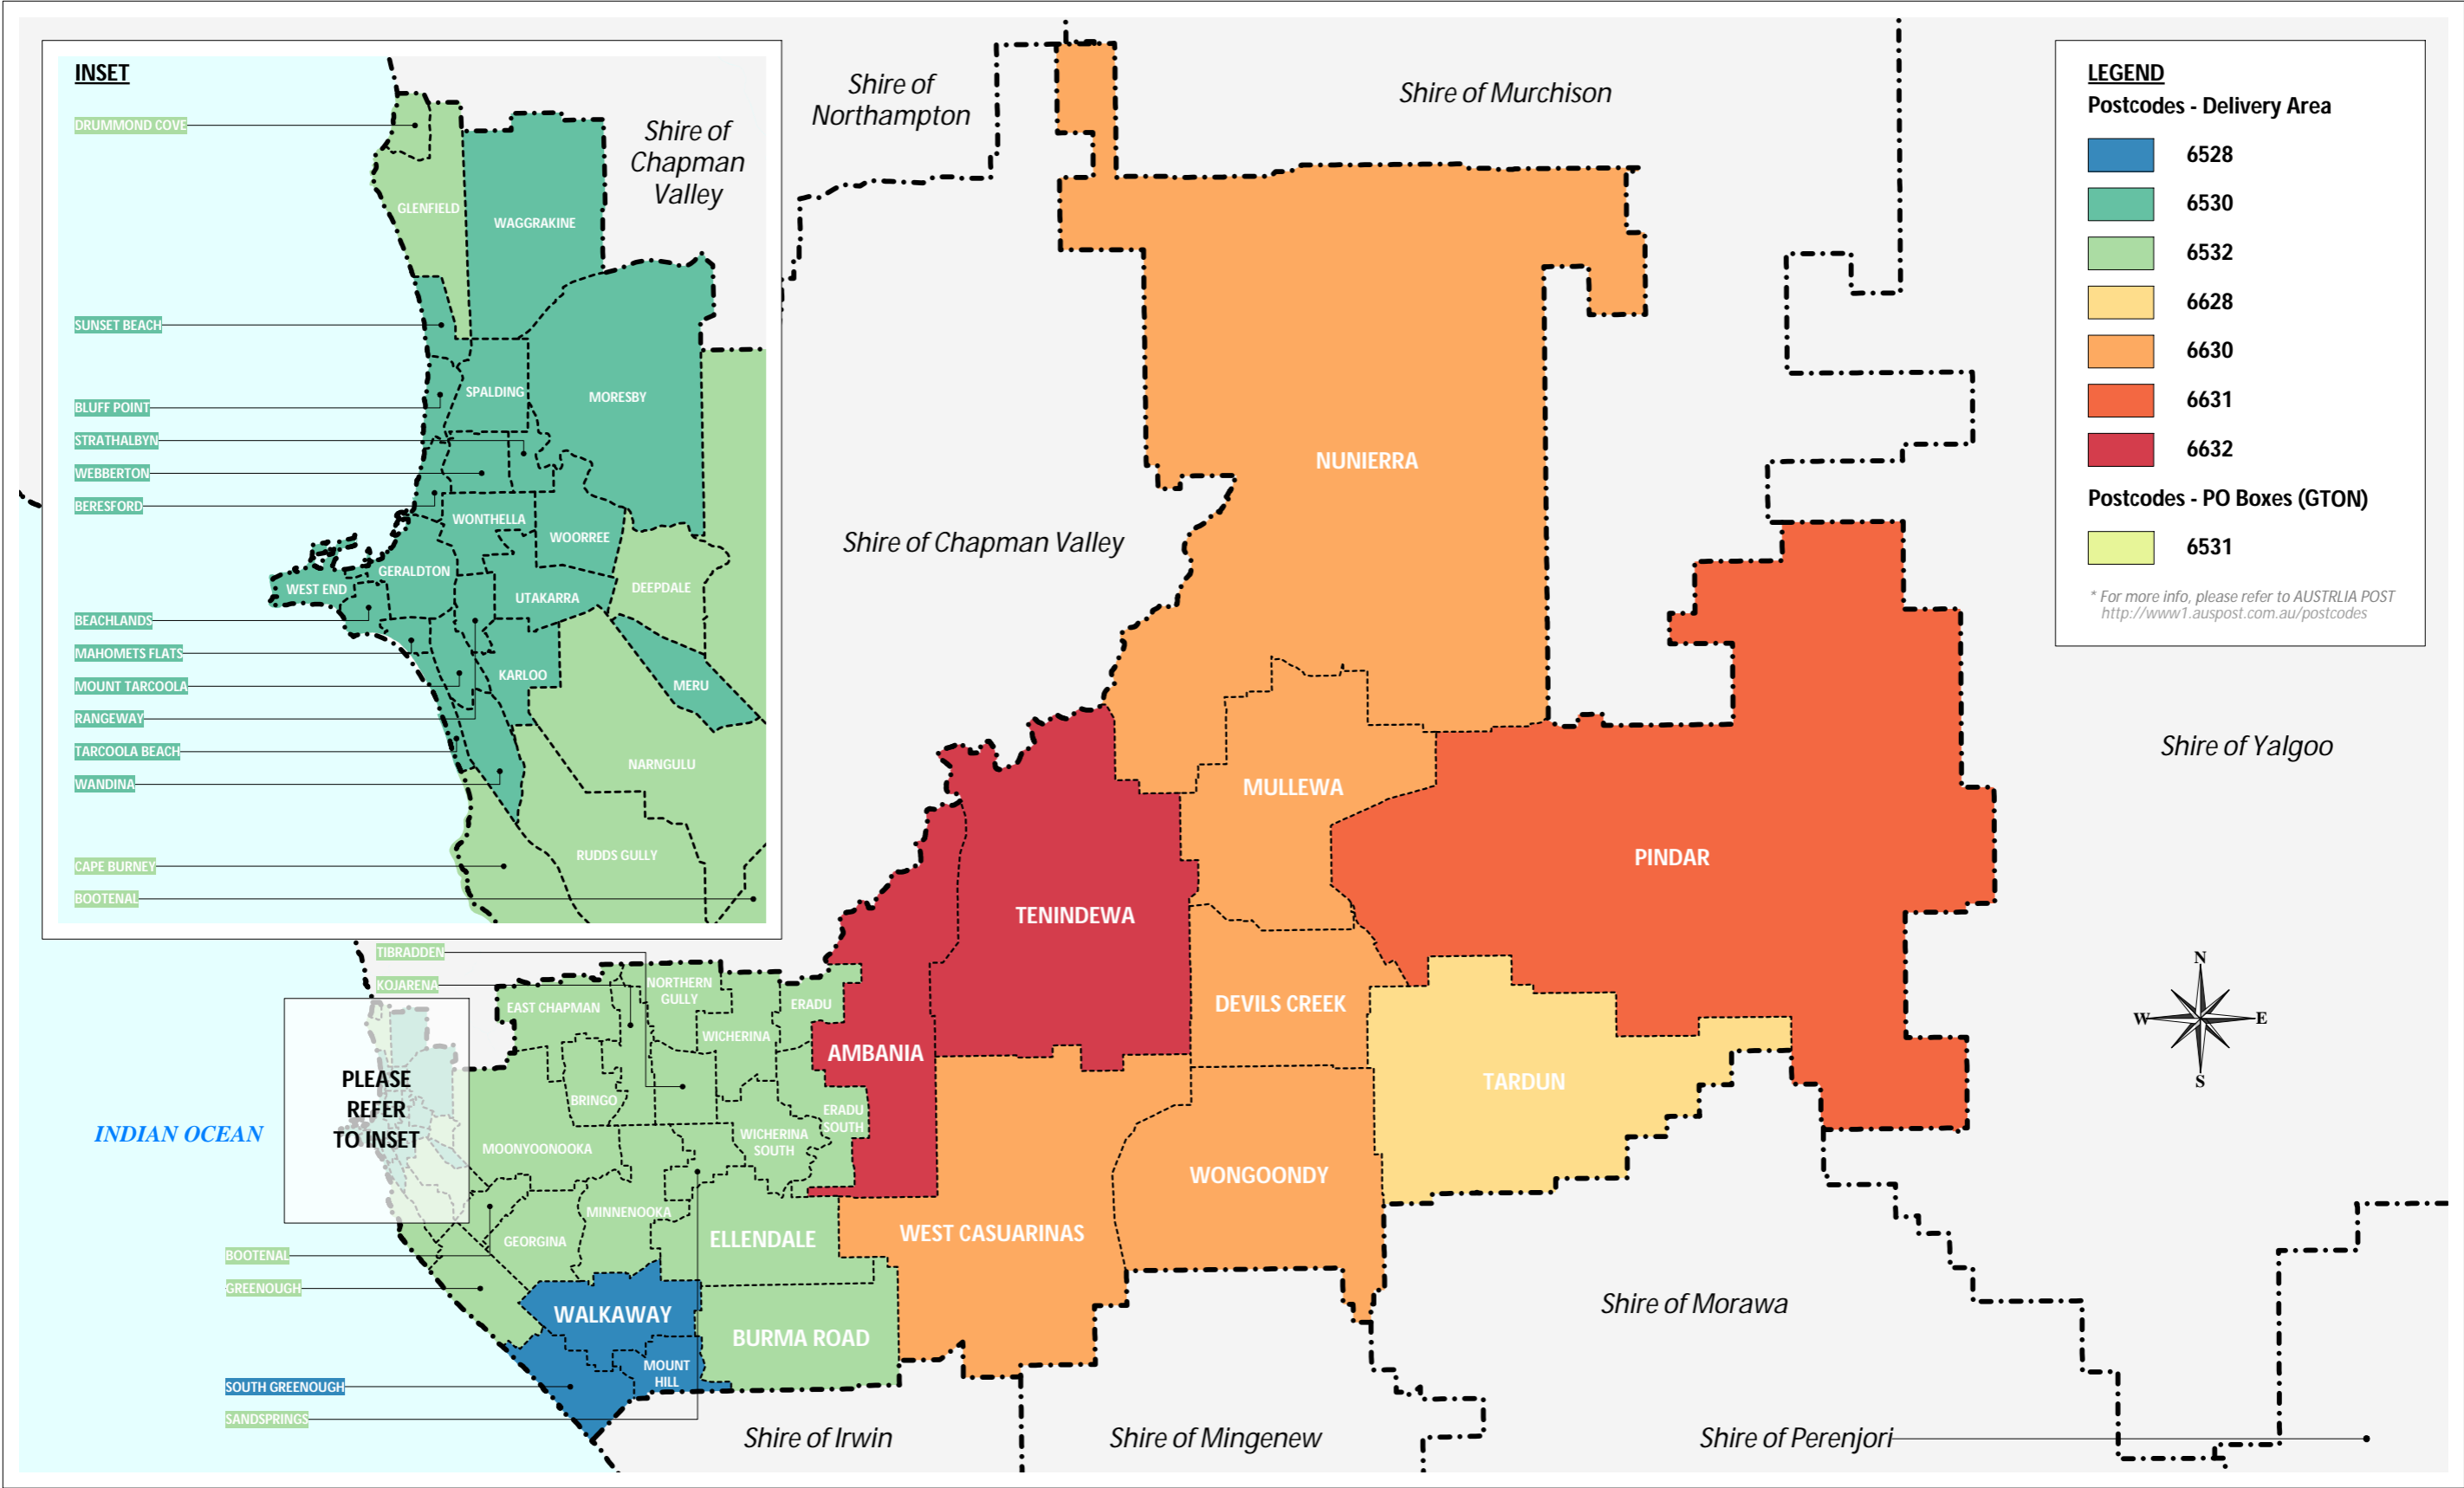 INSET
DRUMMOND COVE
SUNSET BEACH
BLUFF POINT
STRATHALBYN
WEBBERTON
BERESFORD
BEACHLANDS
MAHOMETS FLATS
MOUNT TARCOOLA
RANGEWAY
TARCOOLA BEACH
WANDINA
CAPE BURNEY
BOOTENAL
GLENFIELD
WAGGRAKINE
Shire of
Chapman
Valley
SPALDING
MORESBY
WONTHELLA
WOORREE
GERALDTON
WEST END
UTAKARRA
DEEPDALE
KARLOO
MERU
NARNGULU
RUDDS GULLY
Shire of
Northampton
Shire of Murchison
Shire of Chapman Valley
NUNIERRA
MULLEWA
PINDAR
TENINDEWA
DEVILS CREEK
AMBANIA
TARDUN
WONGOONDY
WEST CASUARINAS
Shire of Yalgoo
TIBRADDEN
KOJARENA
EAST CHAPMAN
NORTHERN
GULLY
ERADU
WICHERINA
BRINGO
ERADU
SOUTH
WICHERINA
SOUTH
MOONYOONOOKA
MINNENOOKA
GEORGINA
ELLENDALE
WALKAWAY
BURMA ROAD
MOUNT
HILL
PLEASE
REFER
TO INSET
INDIAN OCEAN
BOOTENAL
GREENOUGH
SOUTH GREENOUGH
SANDSPRINGS
Shire of Irwin
Shire of Mingenew
Shire of Morawa
Shire of Perenjori
LEGEND
Postcodes - Delivery Area
6528
6530
6532
6628
6630
6631
6632
Postcodes - PO Boxes (GTON)
6531
* For more info, please refer to AUSTRLIA POST
http://www1.auspost.com.au/postcodes
N
W
E
S